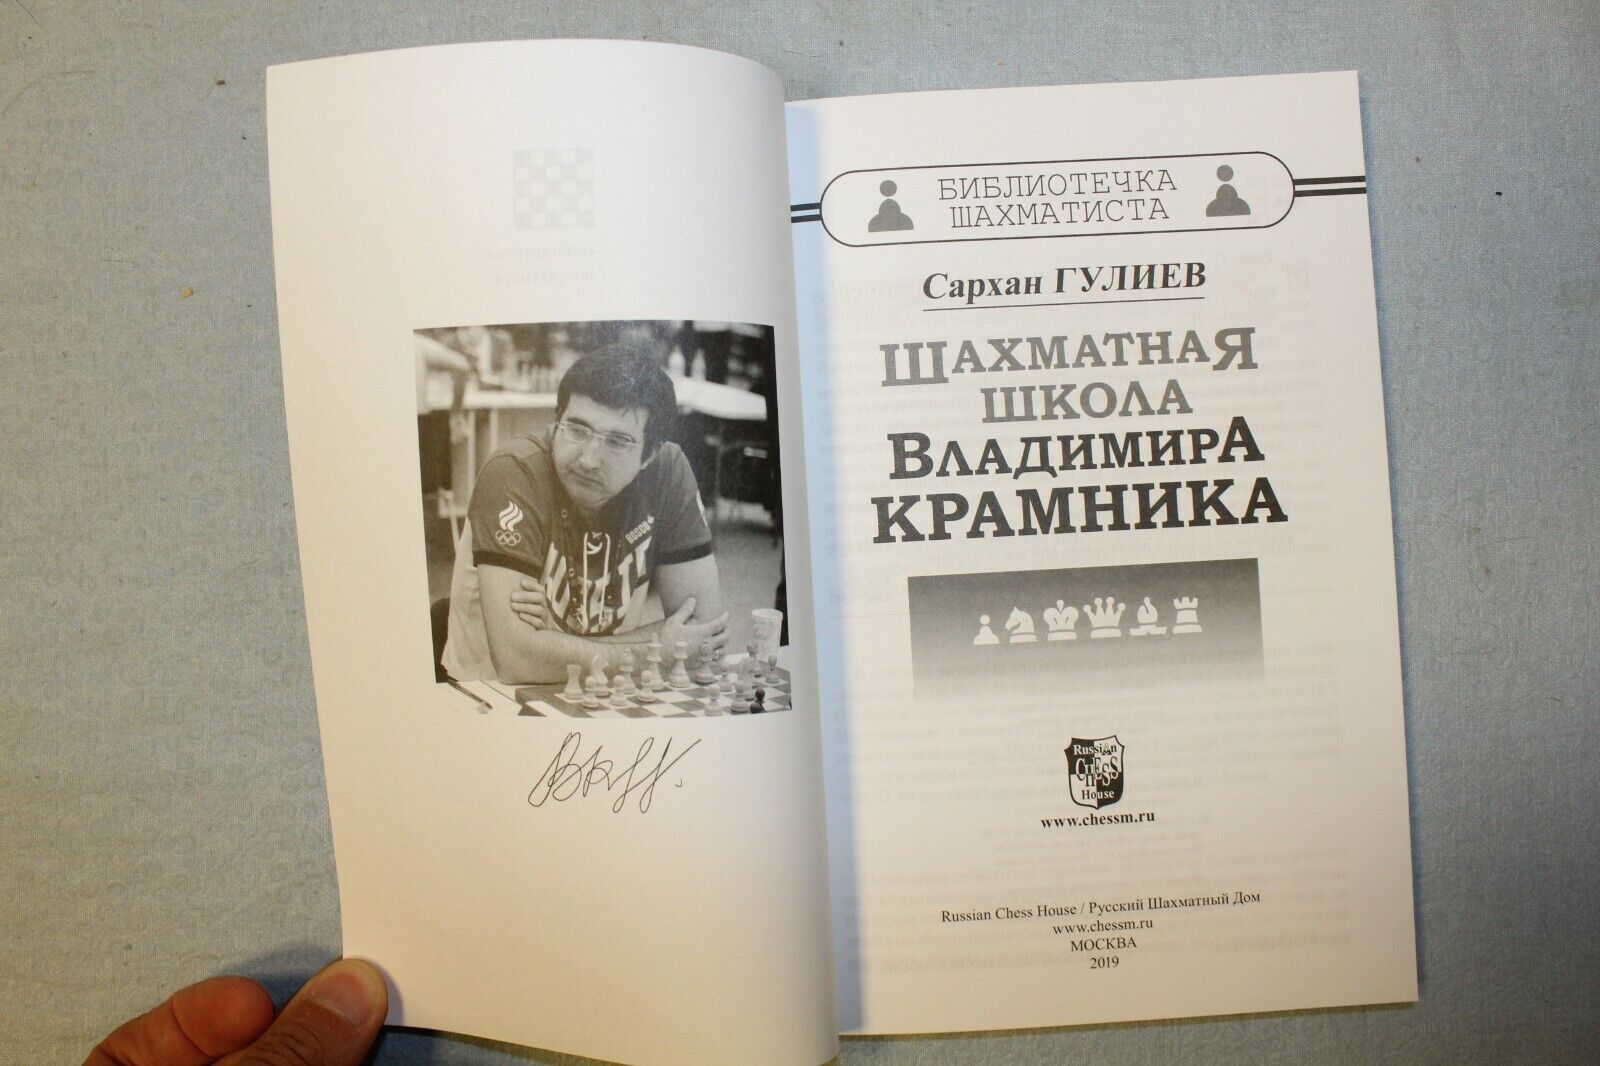 BOSCO
БИБЛИОТЕЧКА
ШАХМАТИСТА
Сархан ГУЛИЕВ
ШАХМАТНАЯ
ШКОЛА
ВЛАДИМИРА
КРАМНИКА
Russian
CHESS
House
www.chessm.ru
Russian Chess House / Русский Шахматный Дом
www.chessm.ru
МОСКВА
2019